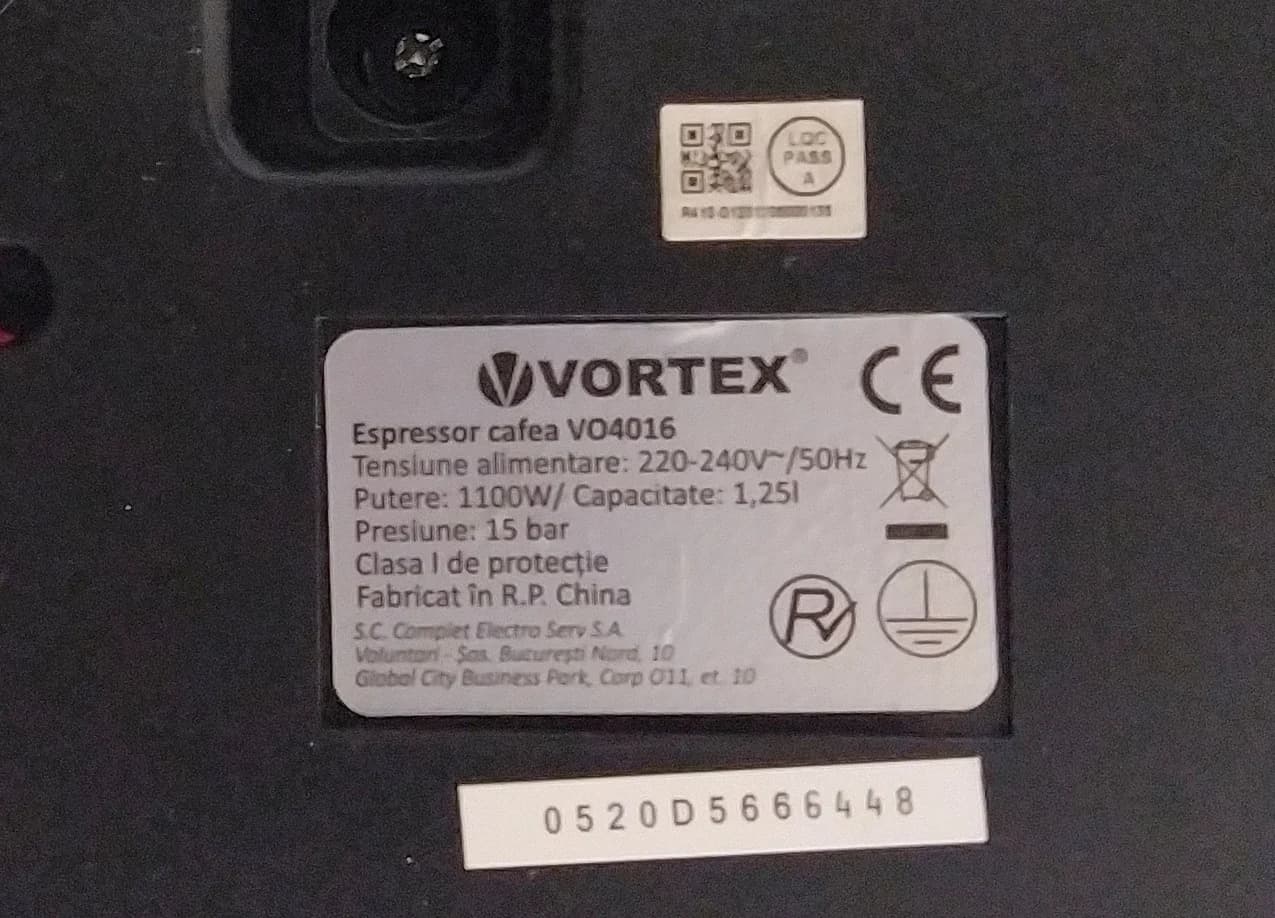 LQC
PASS
A
VORTEX® CE
Espressor cafea VO4016
Tensiune alimentare: 220-240V~/50Hz
Putere: 1100W/ Capacitate: 1,25l
Presiune: 15 bar
Clasa I de protecție
Fabricat în R.P. China
S.C. Complet Electro Serv S.A.
Voluntari - Șos. București Nord, 10
Global City Business Park, Corp O11, et. 10
R
0520D5666448